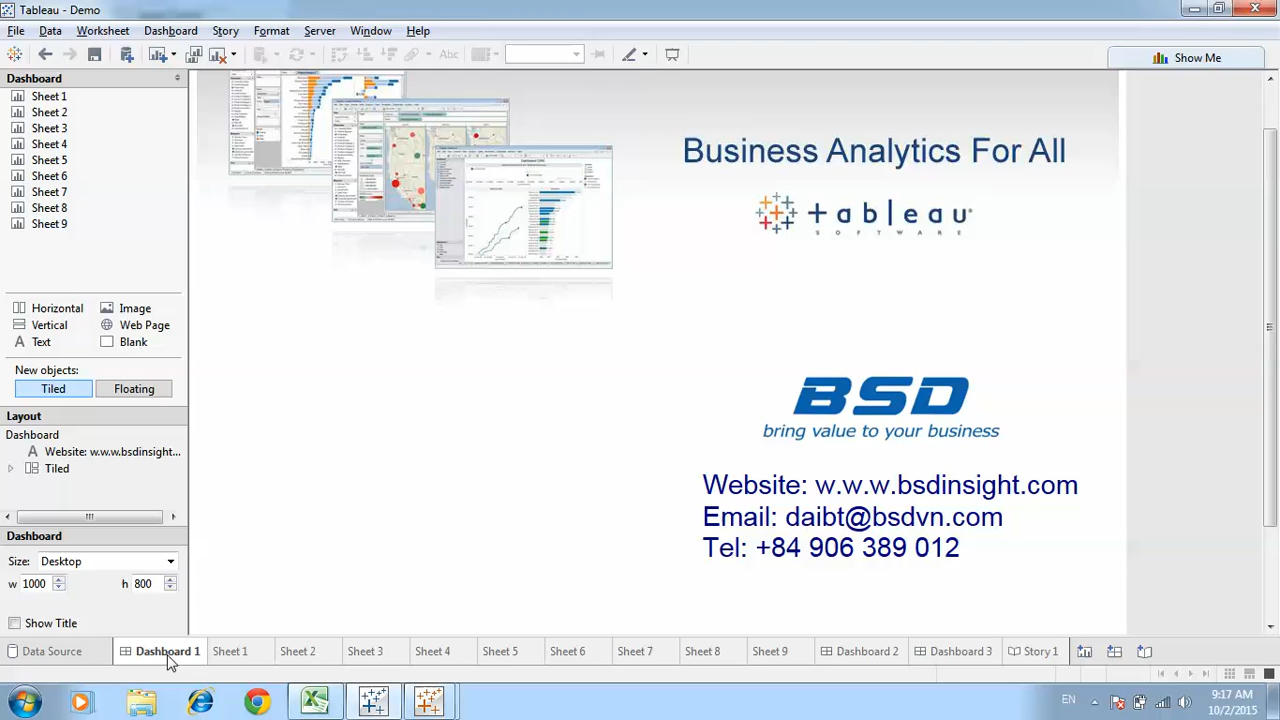 Tableau - Demo
File Data Worksheet Dashboard Story Format Server Window Help
Abc
Show Me
Dashboard
Sheet 1
Sheet 2
Sheet 3
Sheet 4
Sheet 5
Sheet 6
Sheet 7
Sheet 8
Sheet 9
Horizontal Image
Vertical Web Page
A Text Blank
New objects:
Tiled Floating
Layout
Dashboard
A Website: w.w.w.bsdinsight....
Tiled
Dashboard
Size: Desktop
w 1000 h 800
Show Title
Business Analytics For All
+ableau
SOFTWARE
BSD
bring value to your business
Website: w.w.w.bsdinsight.com
Email: daibt@bsdvn.com
Tel: +84 906 389 012
Data Source Dashboard 1 Sheet 1 Sheet 2 Sheet 3 Sheet 4 Sheet 5 Sheet 6 Sheet 7 Sheet 8 Sheet 9 Dashboard 2 Dashboard 3 Story 1
EN
9:17 AM
10/2/2015